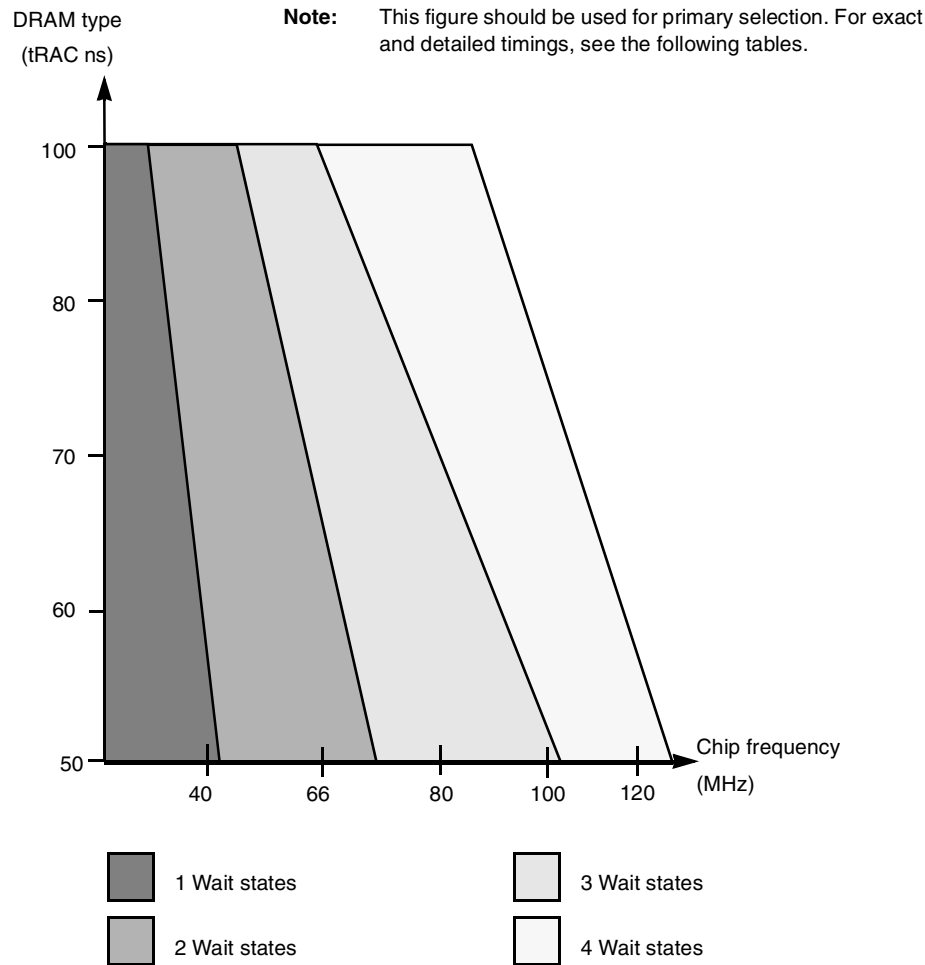 DRAM type
(tRAC ns)
Note: This figure should be used for primary selection. For exact
and detailed timings, see the following tables.
100
80
70
60
50
40 66 80 100 120
Chip frequency
(MHz)
1 Wait states
3 Wait states
2 Wait states
4 Wait states